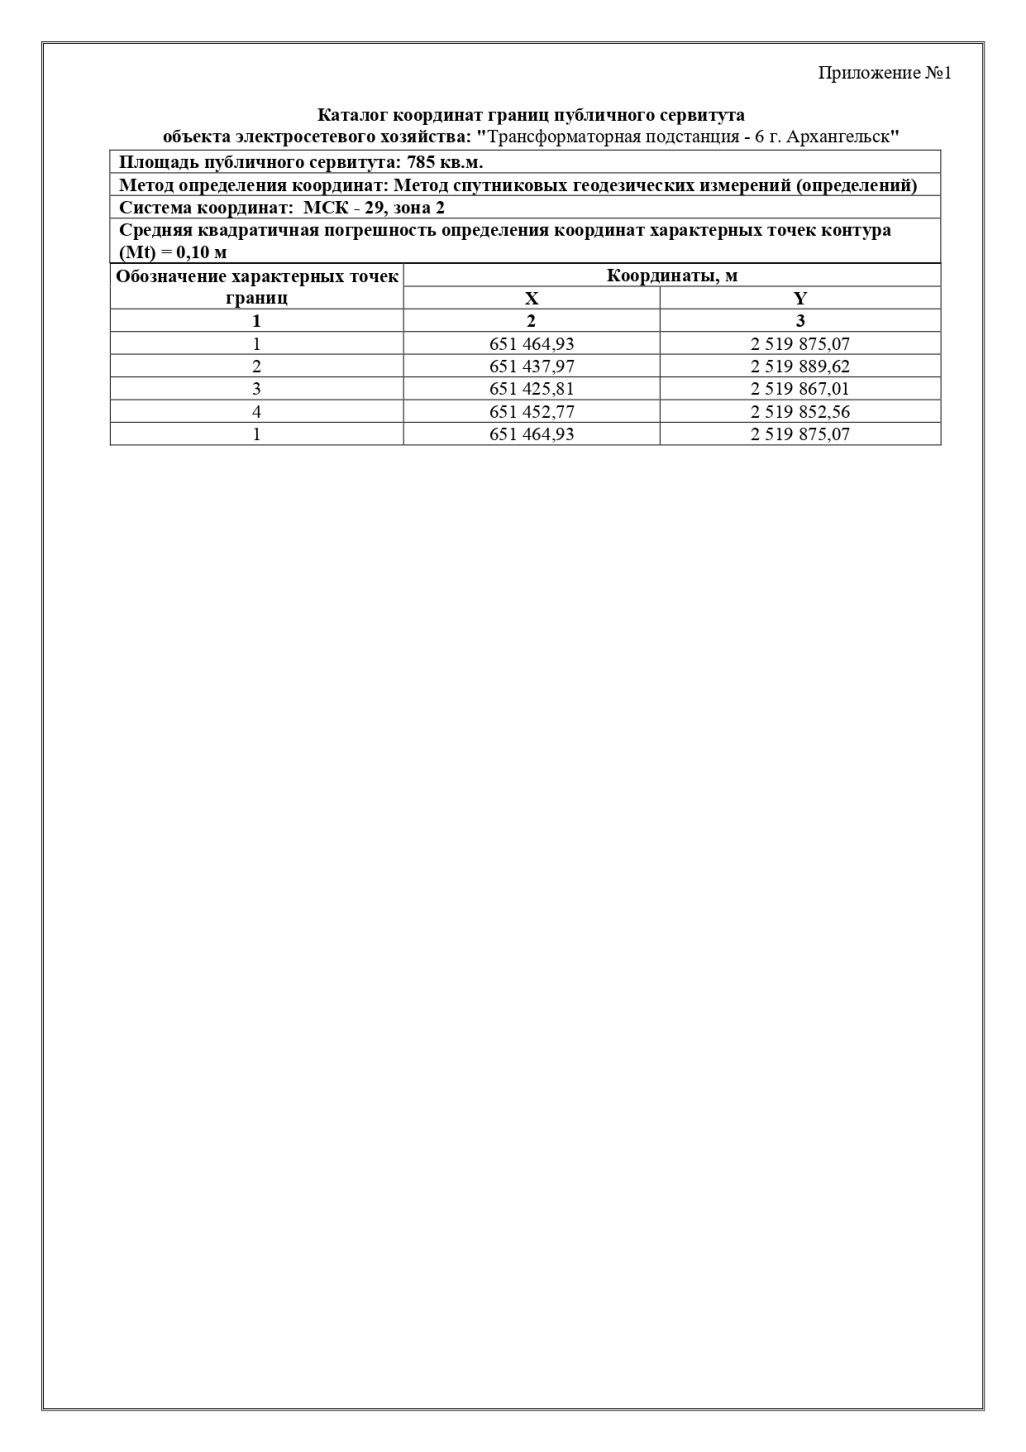 Приложение №1
Каталог координат границ публичного сервитута
объекта электросетевого хозяйства: "Трансформаторная подстанция - 6 г. Архангельск"
Площадь публичного сервитута: 785 кв.м.
Метод определения координат: Метод спутниковых геодезических измерений (определений)
Система координат: МСК - 29, зона 2
Средняя квадратичная погрешность определения координат характерных точек контура
(Mt) = 0,10 м
Обозначение характерных точек границ Координаты, м
X Y
1 2 3
1 651 464,93 2 519 875,07
2 651 437,97 2 519 889,62
3 651 425,81 2 519 867,01
4 651 452,77 2 519 852,56
1 651 464,93 2 519 875,07